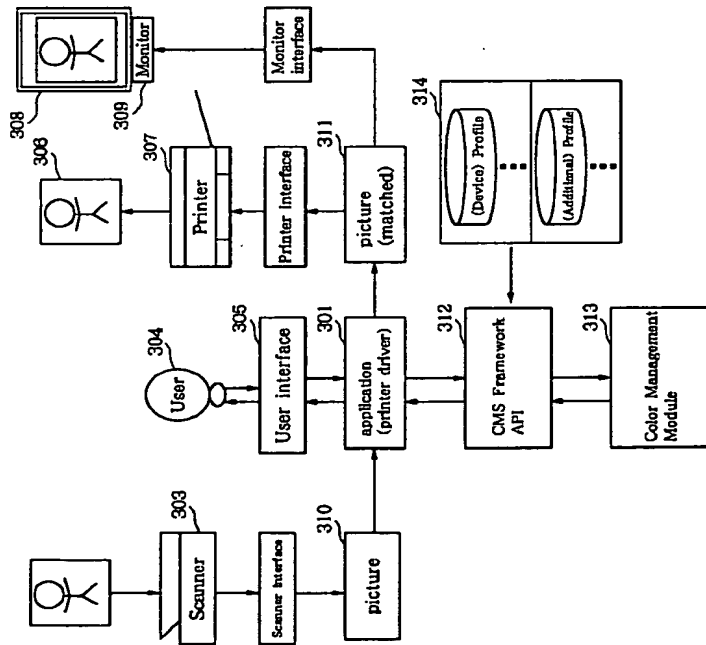 308
Monitor
309
Monitor
interface
306
307
Printer
Printer Interface
311
picture
(matched)
314
(Device) Profile
(Additional) Profile
304
User
305
User interface
301
application
(printer driver)
312
CMS Framework
API
313
Color Management
Module
303
Scanner
Scanner Interface
310
picture